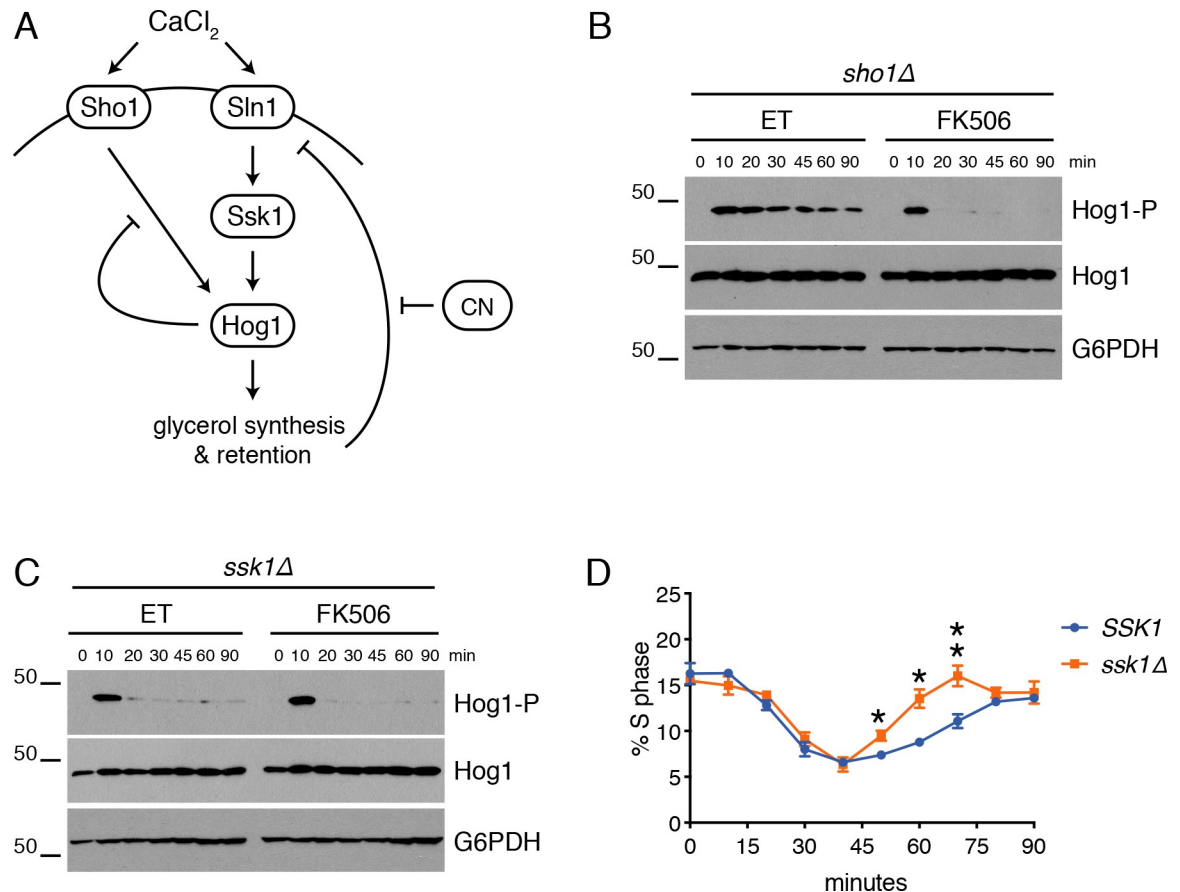 A
CaCl2
Sho1
Sln1
Ssk1
Hog1
CN
glycerol synthesis
& retention
B
sho1Δ
ET FK506
0 10 20 30 45 60 90 0 10 20 30 45 60 90 min
50
Hog1-P
50
Hog1
50
G6PDH
C
ssk1Δ
ET FK506
0 10 20 30 45 60 90 0 10 20 30 45 60 90 min
50
Hog1-P
50
Hog1
50
G6PDH
D
25
20
15
10
5
0
% S phase
* * * *
SSK1
ssk1Δ
0 15 30 45 60 75 90
minutes